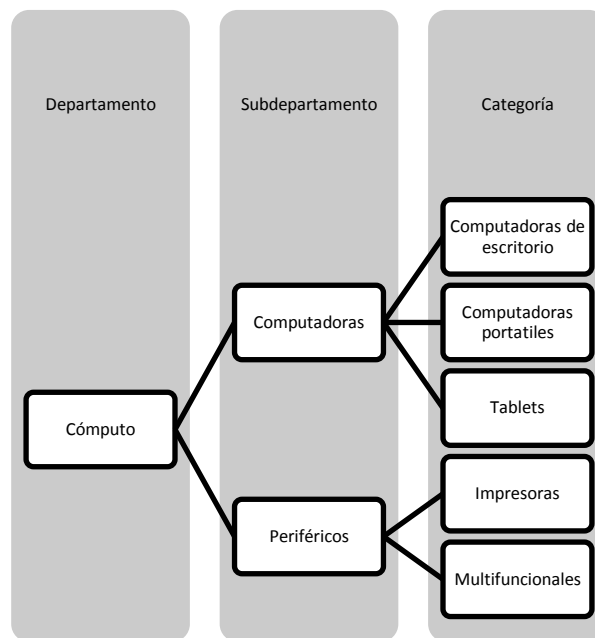 Departamento
Subdepartamento
Categoría
Computadoras de
escritorio
Computadoras
Computadoras
portatiles
Tablets
Cómputo
Impresoras
Periféricos
Multifuncionales